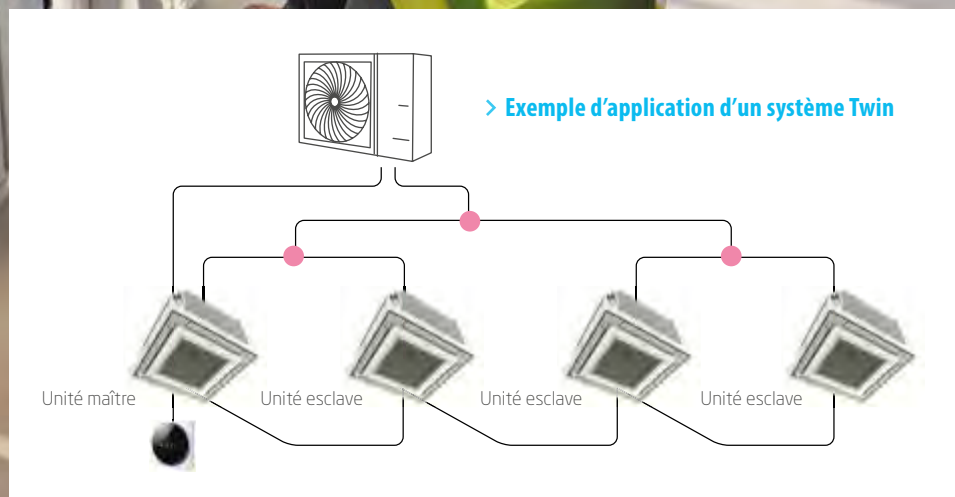 > Exemple d’application d’un système Twin
Unité maître
Unité esclave
Unité esclave
Unité esclave